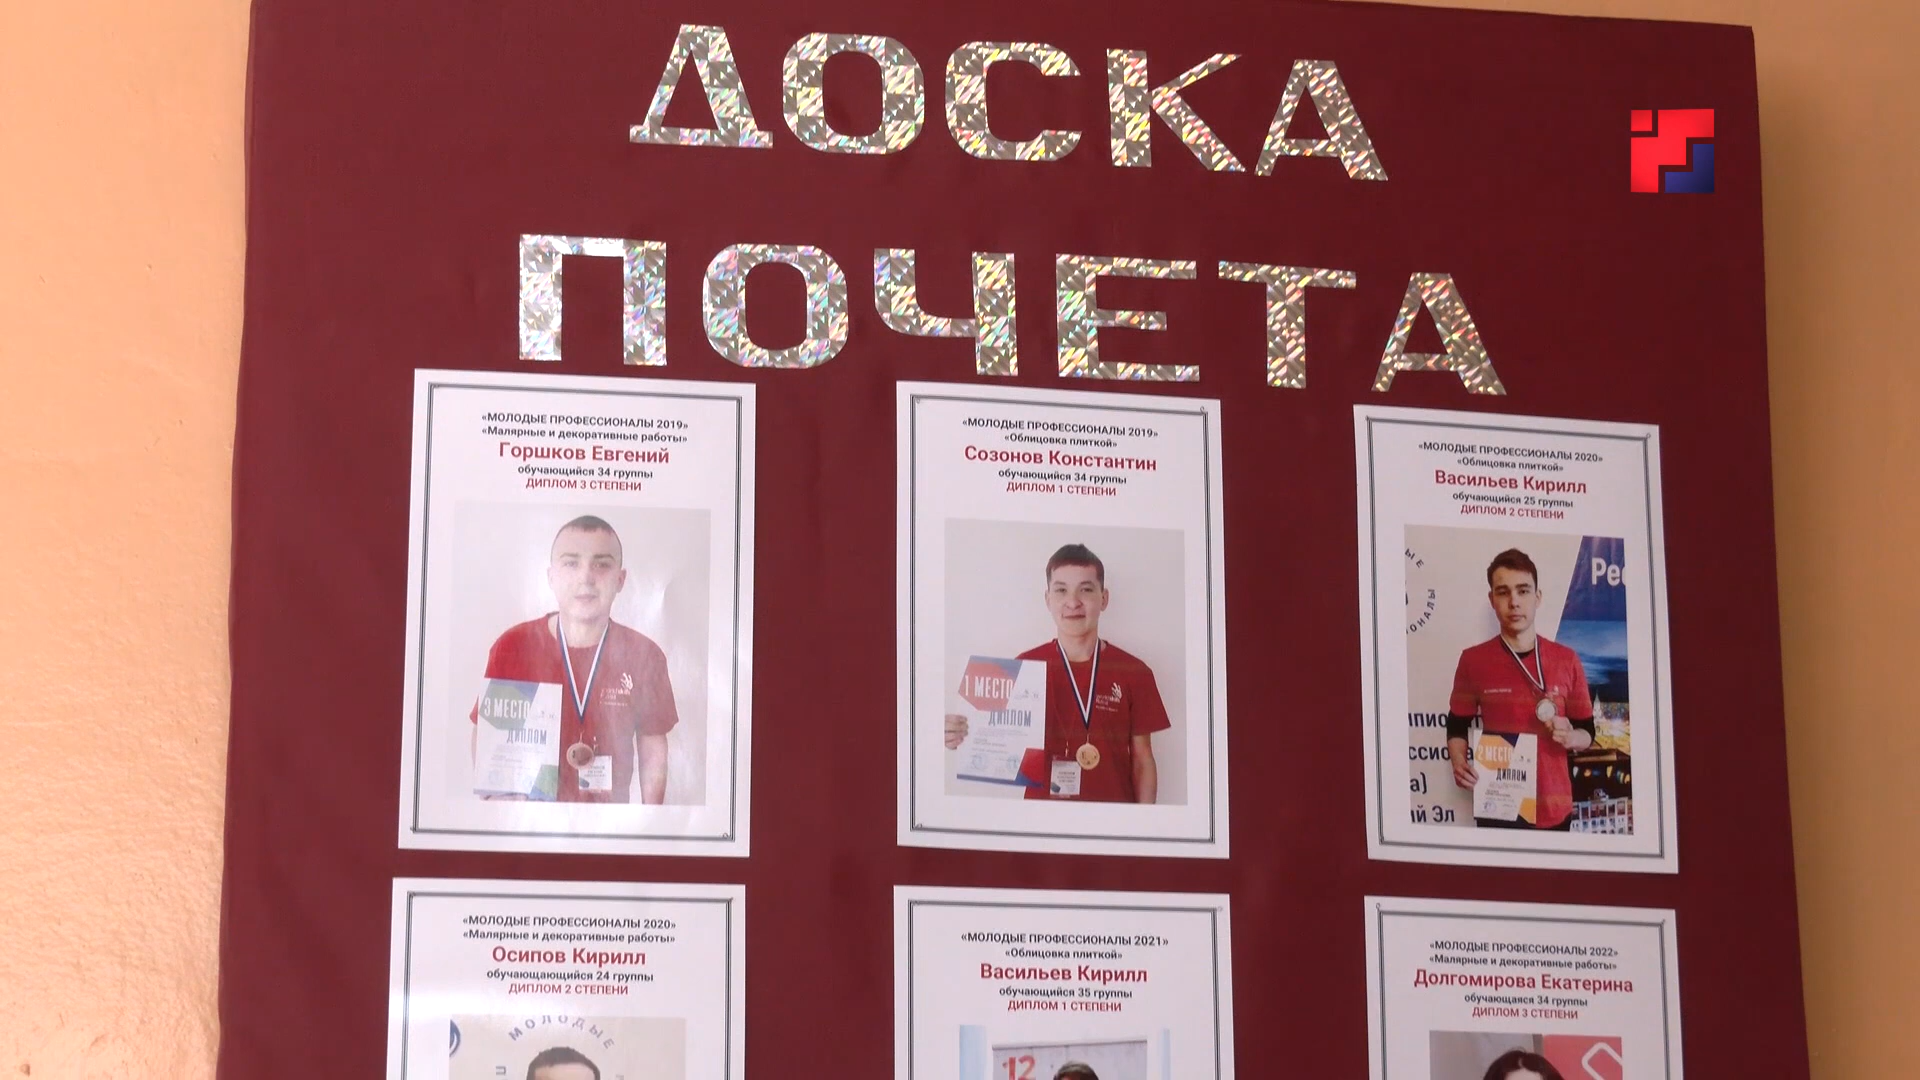 ДОСКА
ПОЧЕТА
«МОЛОДЫЕ ПРОФЕССИОНАЛЫ 2019»
«Малярные и декоративные работы»
Горшков Евгений
обучающийся 34 группы
ДИПЛОМ 3 СТЕПЕНИ
3 МЕСТО
ДИПЛОМ
«МОЛОДЫЕ ПРОФЕССИОНАЛЫ 2019»
«Облицовка плиткой»
Созонов Константин
обучающийся 34 группы
ДИПЛОМ 1 СТЕПЕНИ
1 МЕСТО
ДИПЛОМ
«МОЛОДЫЕ ПРОФЕССИОНАЛЫ 2020»
«Облицовка плиткой»
Васильев Кирилл
обучающийся 25 группы
ДИПЛОМ 2 СТЕПЕНИ
2 МЕСТО
ДИПЛОМ
«МОЛОДЫЕ ПРОФЕССИОНАЛЫ 2020»
«Малярные и декоративные работы»
Осипов Кирилл
обучающающийся 24 группы
ДИПЛОМ 2 СТЕПЕНИ
МОЛОДЫЕ
«МОЛОДЫЕ ПРОФЕССИОНАЛЫ 2021»
«Облицовка плиткой»
Васильев Кирилл
обучающийся 35 группы
ДИПЛОМ 1 СТЕПЕНИ
12
«МОЛОДЫЕ ПРОФЕССИОНАЛЫ 2022»
«Малярные и декоративные работы»
Долгомирова Екатерина
обучающаяся 34 группы
ДИПЛОМ 3 СТЕПЕНИ